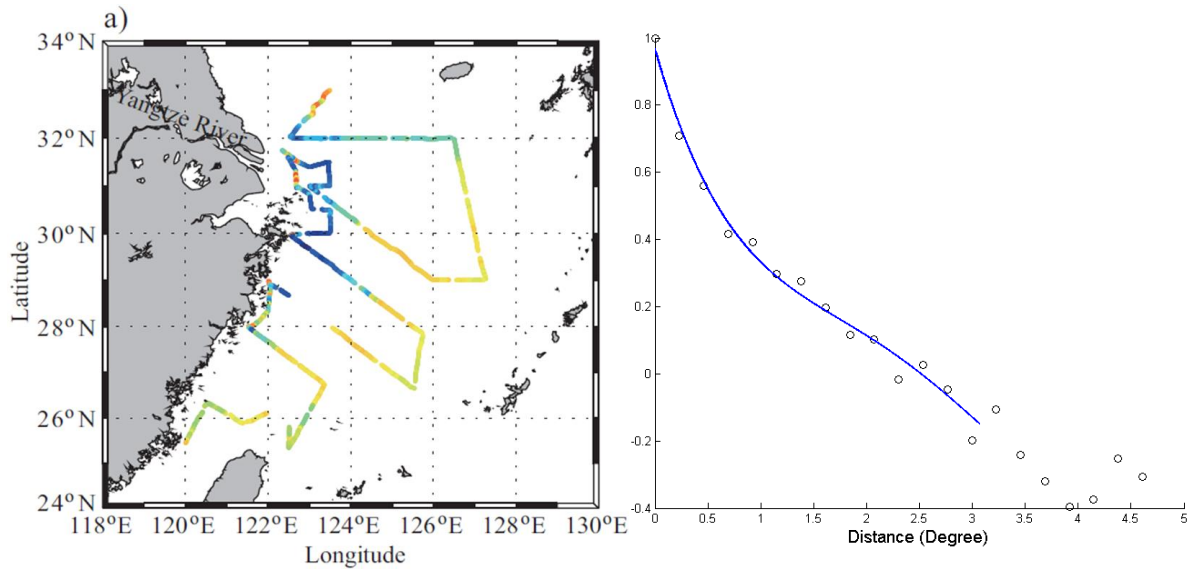 a)
34°N
32°N
30°N
28°N
26°N
24°N
Latitude
Yangtze River
118°E 120°E 122°E 124°E 126°E 128°E 130°E
Longitude
1
0.8
0.6
0.4
0.2
0
-0.2
-0.4
0 0.5 1 1.5 2 2.5 3 3.5 4 4.5 5
Distance (Degree)